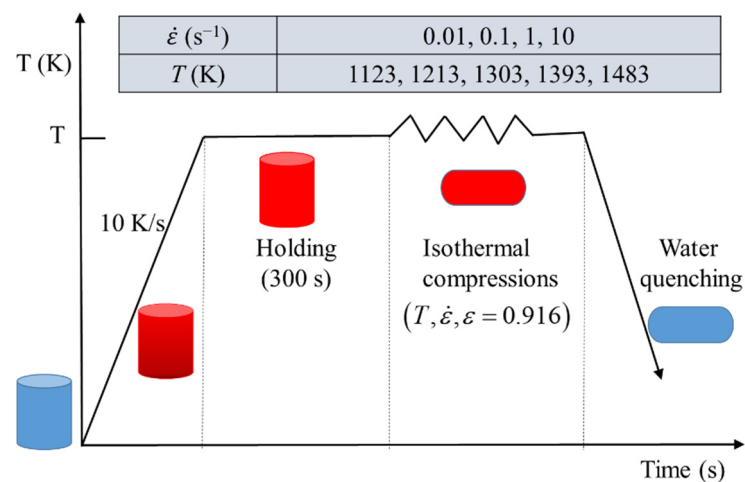 ε̇ (s⁻¹) 0.01, 0.1, 1, 10
T (K) 1123, 1213, 1303, 1393, 1483
T (K)
T
10 K/s
Holding
(300 s)
Isothermal
compressions
(T, ε̇, ε = 0.916)
Water
quenching
Time (s)